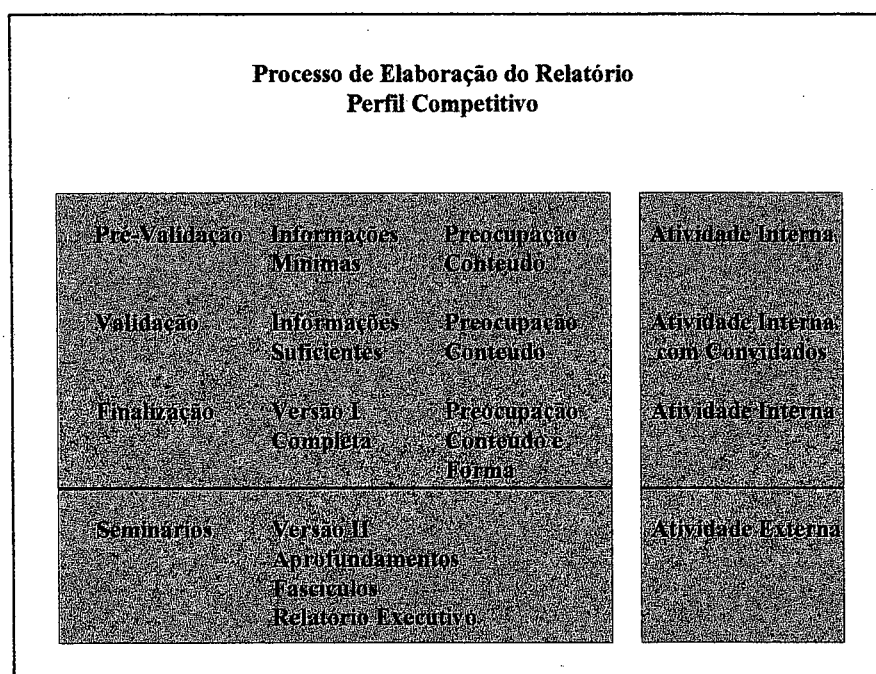 Processo de Elaboração do Relatório
Perfil Competitivo
Pré-Validação Informações Preocupação Atividade Interna
Mínimas Conteúdo
Validação Informações Preocupação Atividade Interna
Suficientes Conteúdo com Convidados
Finalização Versão I Preocupação Atividade Interna
Completa Conteúdo e
Forma
Seminários Versão II Atividade Externa
Aprofundamentos
Fascículos
Relatório Executivo